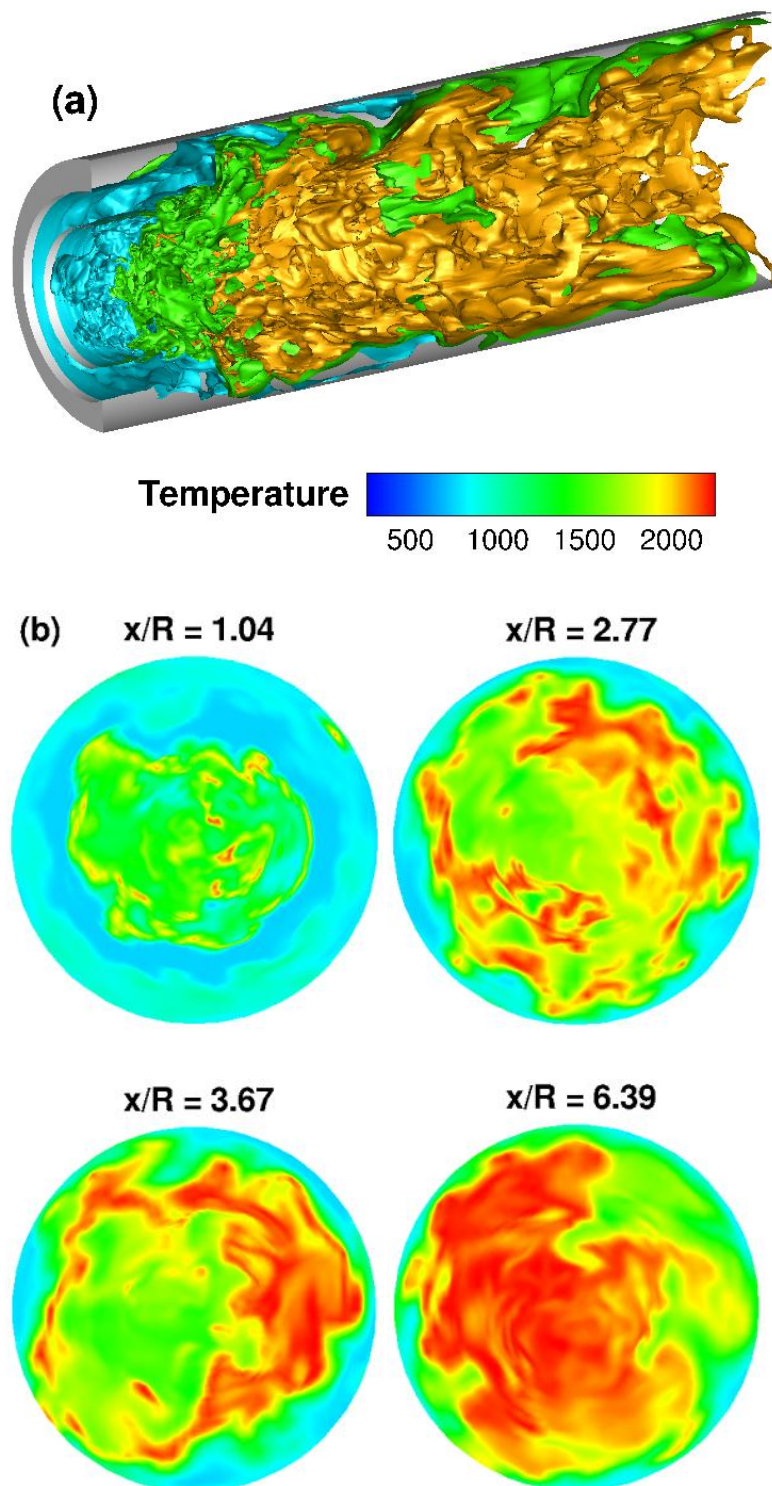 (a)
Temperature
500 1000 1500 2000
(b) x/R = 1.04 x/R = 2.77
x/R = 3.67 x/R = 6.39